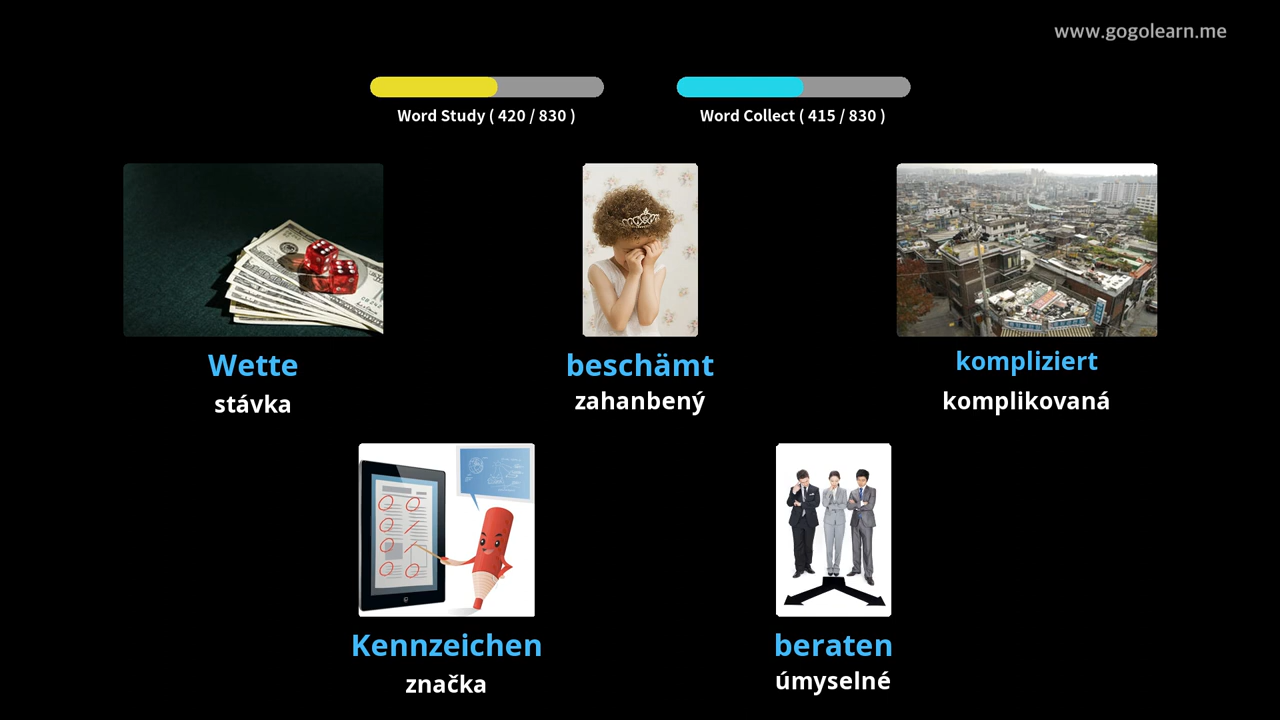 www.gogolearn.me
Word Study ( 420 / 830 )
Word Collect ( 415 / 830 )
Wette
stávka
beschämt
zahanbený
kompliziert
komplikovaná
Kennzeichen
značka
beraten
úmyselné